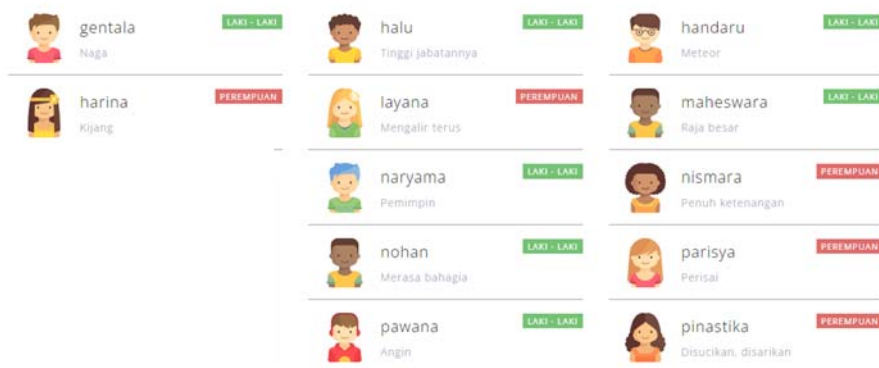 gentala
LAKI - LAKI
Naga
harina
PEREMPUAN
Kijang
halu
LAKI - LAKI
Tinggi jabatannya
layana
PEREMPUAN
Mengalir terus
naryama
LAKI - LAKI
Pemimpin
nohan
LAKI - LAKI
Merasa bahagia
pawana
LAKI - LAKI
Angin
handaru
LAKI - LAKI
Meteor
maheswara
LAKI - LAKI
Raja besar
nismara
PEREMPUAN
Penuh ketenangan
parisya
PEREMPUAN
Perisai
pinastika
PEREMPUAN
Disucikan, disarikan